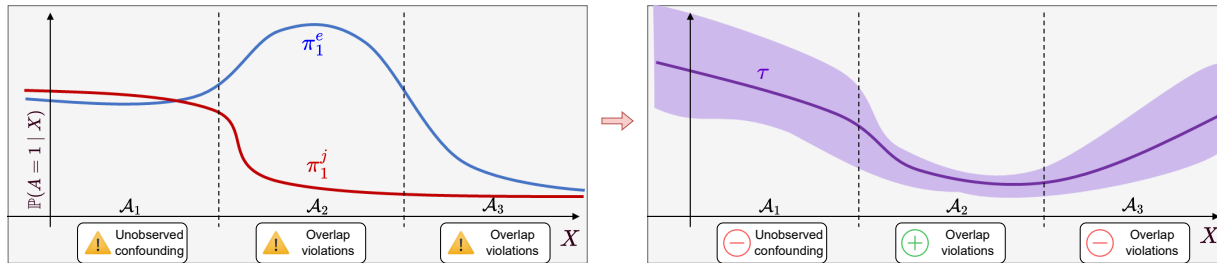 π₁ᵉ
π₁ʲ
ℙ(A = 1 | X)
𝒜₁
𝒜₂
𝒜₃
Unobserved
confounding
Overlap
violations
Overlap
violations
X
τ
𝒜₁
𝒜₂
𝒜₃
Unobserved
confounding
Overlap
violations
Overlap
violations
X